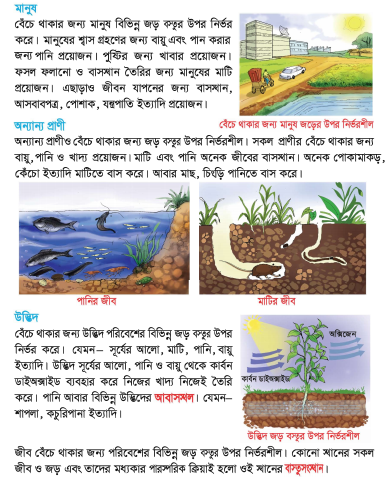 মানুষ
বেঁচে থাকার জন্য মানুষ বিভিন্ন জড় বস্তুর উপর নির্ভর
করে। মানুষের শ্বাস গ্রহণের জন্য বায়ু এবং পান করার
জন্য পানি প্রয়োজন। পুষ্টির জন্য খাবার প্রয়োজন।
ফসল ফলানো ও বাসস্থান তৈরির জন্য মানুষের মাটি
প্রয়োজন। এছাড়াও জীবন যাপনের জন্য বাসস্থান,
আসবাবপত্র, পোশাক, যন্ত্রপাতি ইত্যাদি প্রয়োজন।
বেঁচে থাকার জন্য মানুষ জড়ের উপর নির্ভরশীল
অন্যান্য প্রাণী
অন্যান্য প্রাণীও বেঁচে থাকার জন্য জড় বস্তুর উপর নির্ভরশীল। সকল প্রাণীর বেঁচে থাকার জন্য
বায়ু, পানি ও খাদ্য প্রয়োজন। মাটি এবং পানি অনেক জীবের বাসস্থান। অনেক পোকামাকড়,
কেঁচো ইত্যাদি মাটিতে বাস করে। আবার মাছ, চিংড়ি পানিতে বাস করে।
পানির জীব
মাটির জীব
উদ্ভিদ
বেঁচে থাকার জন্য উদ্ভিদ পরিবেশের বিভিন্ন জড় বস্তুর উপর
নির্ভর করে। যেমন– সূর্যের আলো, মাটি, পানি, বায়ু
ইত্যাদি। উদ্ভিদ সূর্যের আলো, পানি ও বায়ু থেকে কার্বন
ডাইঅক্সাইড ব্যবহার করে নিজের খাদ্য নিজেই তৈরি
করে। পানি আবার বিভিন্ন উদ্ভিদের আবাসস্থল। যেমন–
শাপলা, কচুরিপানা ইত্যাদি।
অক্সিজেন
কার্বন ডাইঅক্সাইড
উদ্ভিদ জড় বস্তুর উপর নির্ভরশীল
জীব বেঁচে থাকার জন্য পরিবেশের বিভিন্ন জড় বস্তুর উপর নির্ভরশীল। কোনো স্থানের সকল
জীব ও জড় এবং তাদের মধ্যকার পারস্পরিক ক্রিয়াই হলো ওই স্থানের বাস্তুসংস্থান।